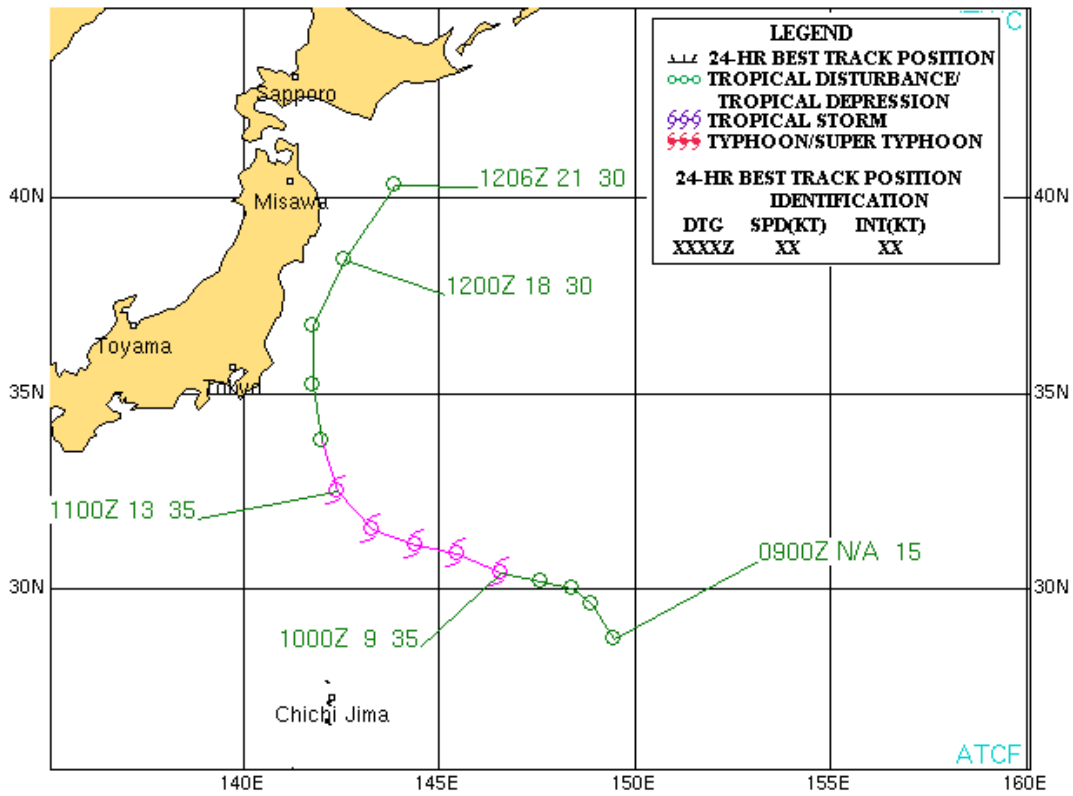 LEGEND
24-HR BEST TRACK POSITION
TROPICAL DISTURBANCE/
TROPICAL DEPRESSION
TROPICAL STORM
TYPHOON/SUPER TYPHOON
24-HR BEST TRACK POSITION
IDENTIFICATION
DTG SPD(KT) INT(KT)
XXXXZ XX XX
Sapporo
1206Z 21 30
40N
40N
Misawa
1200Z 18 30
Toyama
Tokyo
35N
35N
1100Z 13 35
0900Z N/A 15
30N
30N
1000Z 9 35
Chichi Jima
ATCF
140E 145E 150E 155E 160E